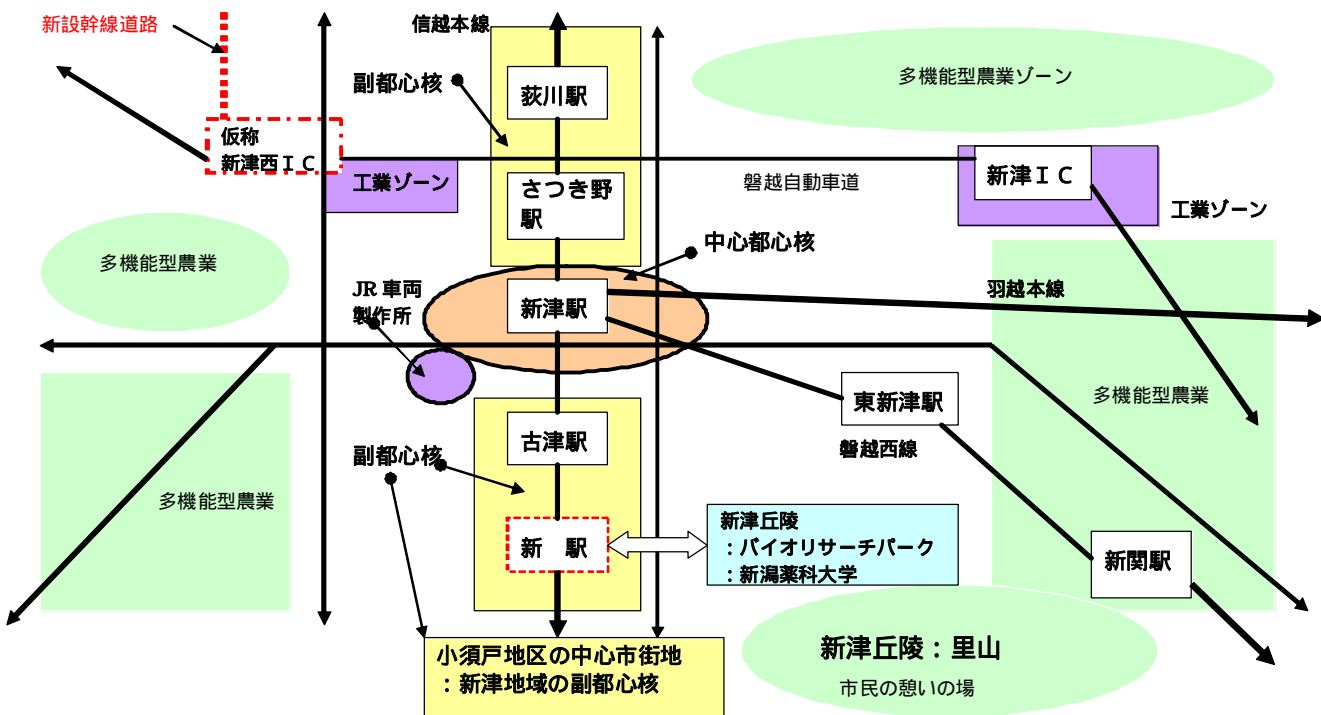 新設幹線道路
信越本線
副都心核
荻川駅
多機能型農業ゾーン
仮称
新津西ＩＣ
工業ゾーン
さつき野
駅
磐越自動車道
新津ＩＣ
工業ゾーン
中心都心核
多機能型農業
JR 車両
製作所
新津駅
羽越本線
東新津駅
多機能型農業
磐越西線
古津駅
副都心核
多機能型農業
新　駅
新津丘陵
：バイオリサーチパーク
：新潟薬科大学
新関駅
小須戸地区の中心市街地
：新津地域の副都心核
新津丘陵：里山
市民の憩いの場